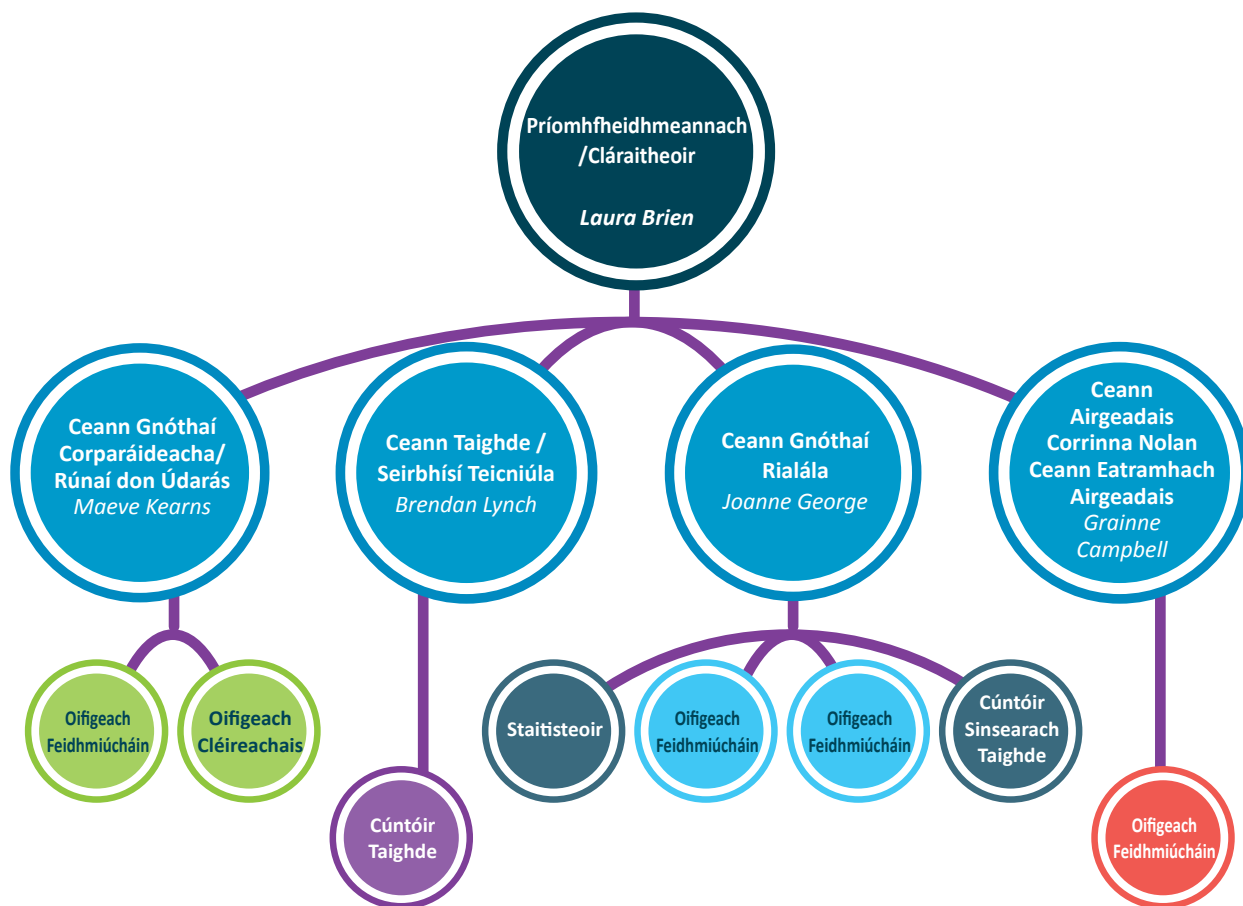 Príomhfheidhmeannach
/Cláraitheoir
Laura Brien
Ceann Gnóthaí
Corparáideacha/
Rúnaí don Údarás
Maeve Kearns
Ceann Taighde /
Seirbhísí Teicniúla
Brendan Lynch
Ceann Gnóthaí
Rialála
Joanne George
Ceann
Airgeadais
Corrinna Nolan
Ceann Eatramhach
Airgeadais
Grainne
Campbell
Oifigeach
Feidhmiúcháin
Oifigeach
Cléireachais
Cúntóir
Taighde
Staitisteoir
Oifigeach
Feidhmiúcháin
Oifigeach
Feidhmiúcháin
Cúntóir
Sinsearach
Taighde
Oifigeach
Feidhmiúcháin